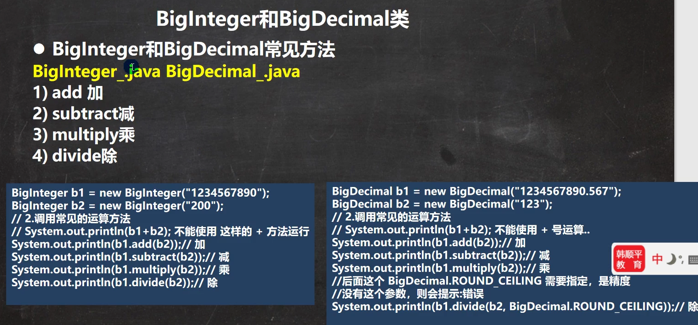 BigInteger和BigDecimal类
● BigInteger和BigDecimal常见方法
BigInteger_.java BigDecimal_.java
1) add 加
2) subtract减
3) multiply乘
4) divide除
BigInteger b1 = new BigInteger("1234567890");
BigInteger b2 = new BigInteger("200");
// 2.调用常见的运算方法
// System.out.println(b1+b2); 不能使用 这样的 + 方法运行
System.out.println(b1.add(b2));// 加
System.out.println(b1.subtract(b2));// 减
System.out.println(b1.multiply(b2));// 乘
System.out.println(b1.divide(b2));// 除
BigDecimal b1 = new BigDecimal("1234567890.567");
BigDecimal b2 = new BigDecimal("123");
// 2.调用常见的运算方法
// System.out.println(b1+b2); 不能使用 + 号运算..
System.out.println(b1.add(b2));// 加
System.out.println(b1.subtract(b2));// 减
System.out.println(b1.multiply(b2));// 乘
//后面这个 BigDecimal.ROUND_CEILING 需要指定，是精度
//没有这个参数，则会提示:错误
System.out.println(b1.divide(b2, BigDecimal.ROUND_CEILING));// 除
韩顺平
教育
中